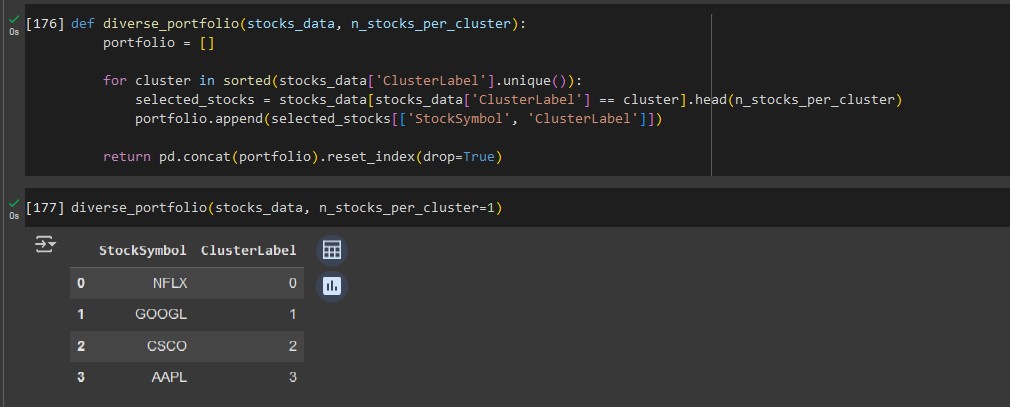 [176] def diverse_portfolio(stocks_data, n_stocks_per_cluster):
portfolio = []
for cluster in sorted(stocks_data['ClusterLabel'].unique()):
selected_stocks = stocks_data[stocks_data['ClusterLabel'] == cluster].head(n_stocks_per_cluster)
portfolio.append(selected_stocks[['StockSymbol', 'ClusterLabel']])
return pd.concat(portfolio).reset_index(drop=True)
0s
[177] diverse_portfolio(stocks_data, n_stocks_per_cluster=1)
0s
StockSymbol ClusterLabel
0 NFLX 0
1 GOOGL 1
2 CSCO 2
3 AAPL 3